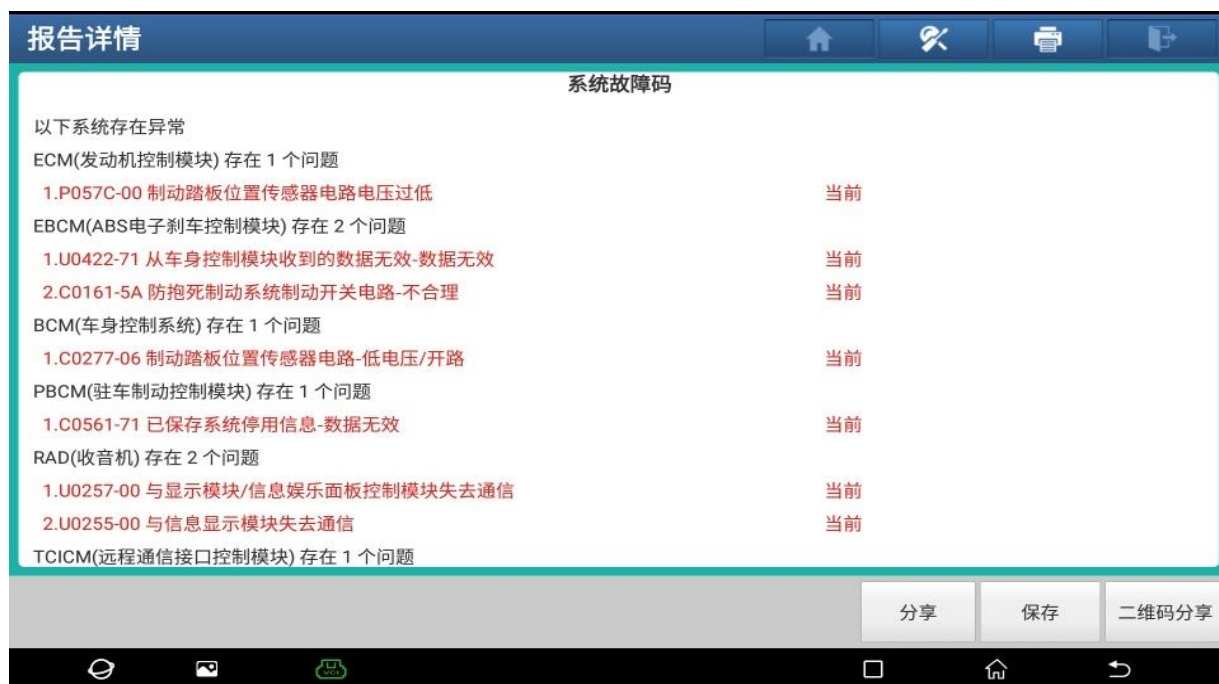 报告详情
系统故障码
以下系统存在异常
ECM(发动机控制模块) 存在 1 个问题
1.P057C-00 制动踏板位置传感器电路电压过低 当前
EBCM(ABS电子刹车控制模块) 存在 2 个问题
1.U0422-71 从车身控制模块收到的数据无效-数据无效 当前
2.C0161-5A 防抱死制动系统制动开关电路-不合理 当前
BCM(车身控制系统) 存在 1 个问题
1.C0277-06 制动踏板位置传感器电路-低电压/开路 当前
PBCM(驻车制动控制模块) 存在 1 个问题
1.C0561-71 已保存系统停用信息-数据无效 当前
RAD(收音机) 存在 2 个问题
1.U0257-00 与显示模块/信息娱乐面板控制模块失去通信 当前
2.U0255-00 与信息显示模块失去通信 当前
TCICM(远程通信接口控制模块) 存在 1 个问题
分享 保存 二维码分享
VCI